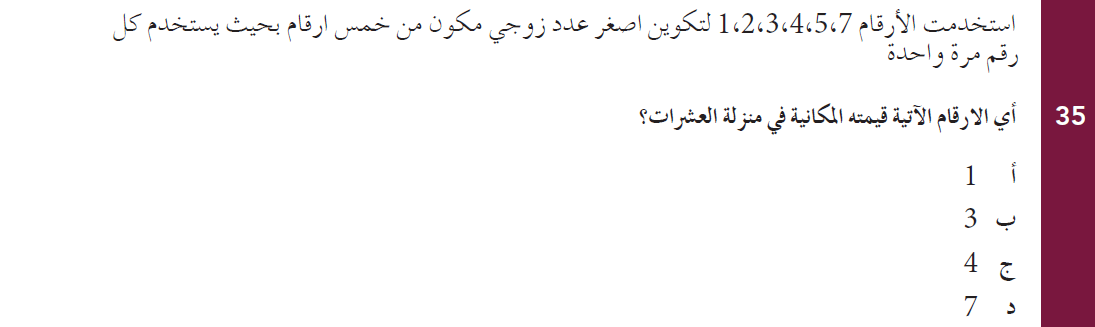 استخدمت الأرقام 1،2،3،4،5،7 لتكوين اصغر عدد زوجي مكون من خمس ارقام بحيث يستخدم كل
رقم مرة واحدة
35
أي الارقام الآتية قيمته المكانية في منزلة العشرات؟
أ 1
ب 3
ج 4
د 7